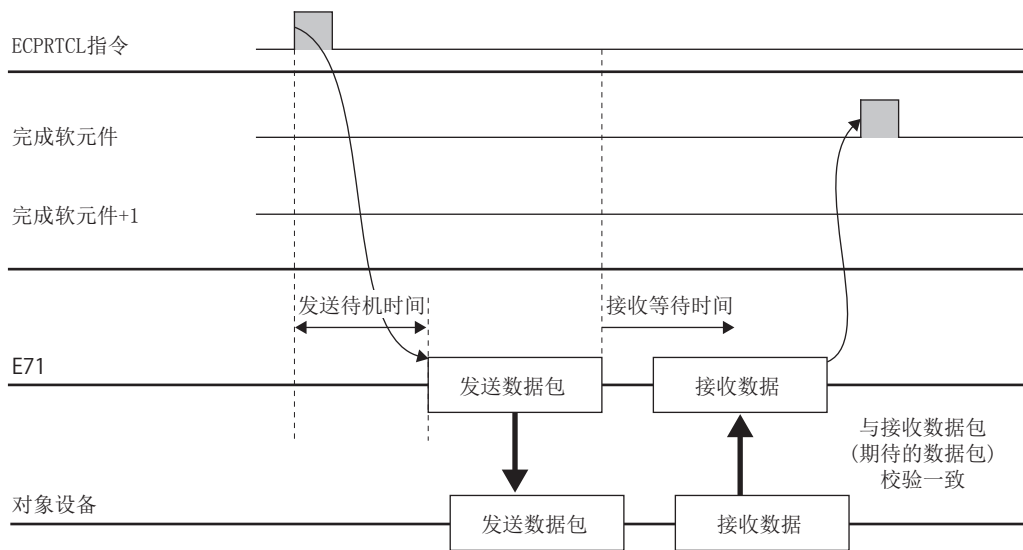 ECPRTCL指令
完成软元件
完成软元件+1
发送待机时间
接收等待时间
E71
发送数据包
接收数据
与接收数据包
(期待的数据包)
校验一致
对象设备
发送数据包
接收数据